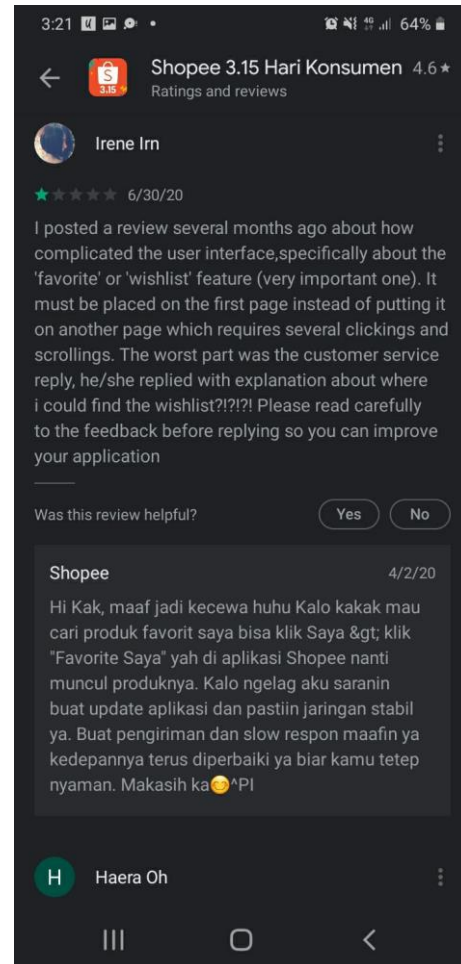 3:21
4G 64%
Shopee 3.15 Hari Konsumen 4.6★
Ratings and reviews
S
3.15
Irene Irn
6/30/20
I posted a review several months ago about how
complicated the user interface,specifically about the
'favorite' or 'wishlist' feature (very important one). It
must be placed on the first page instead of putting it
on another page which requires several clickings and
scrollings. The worst part was the customer service
reply, he/she replied with explanation about where
i could find the wishlist?!?!?! Please read carefully
to the feedback before replying so you can improve
your application
Was this review helpful? Yes No
Shopee 4/2/20
Hi Kak, maaf jadi kecewa huhu Kalo kakak mau
cari produk favorit saya bisa klik Saya &gt; klik
"Favorite Saya" yah di aplikasi Shopee nanti
muncul produknya. Kalo ngelag aku saranin
buat update aplikasi dan pastiin jaringan stabil
ya. Buat pengiriman dan slow respon maafin ya
kedepannya terus diperbaiki ya biar kamu tetep
nyaman. Makasih ka😊^PI
H Haera Oh